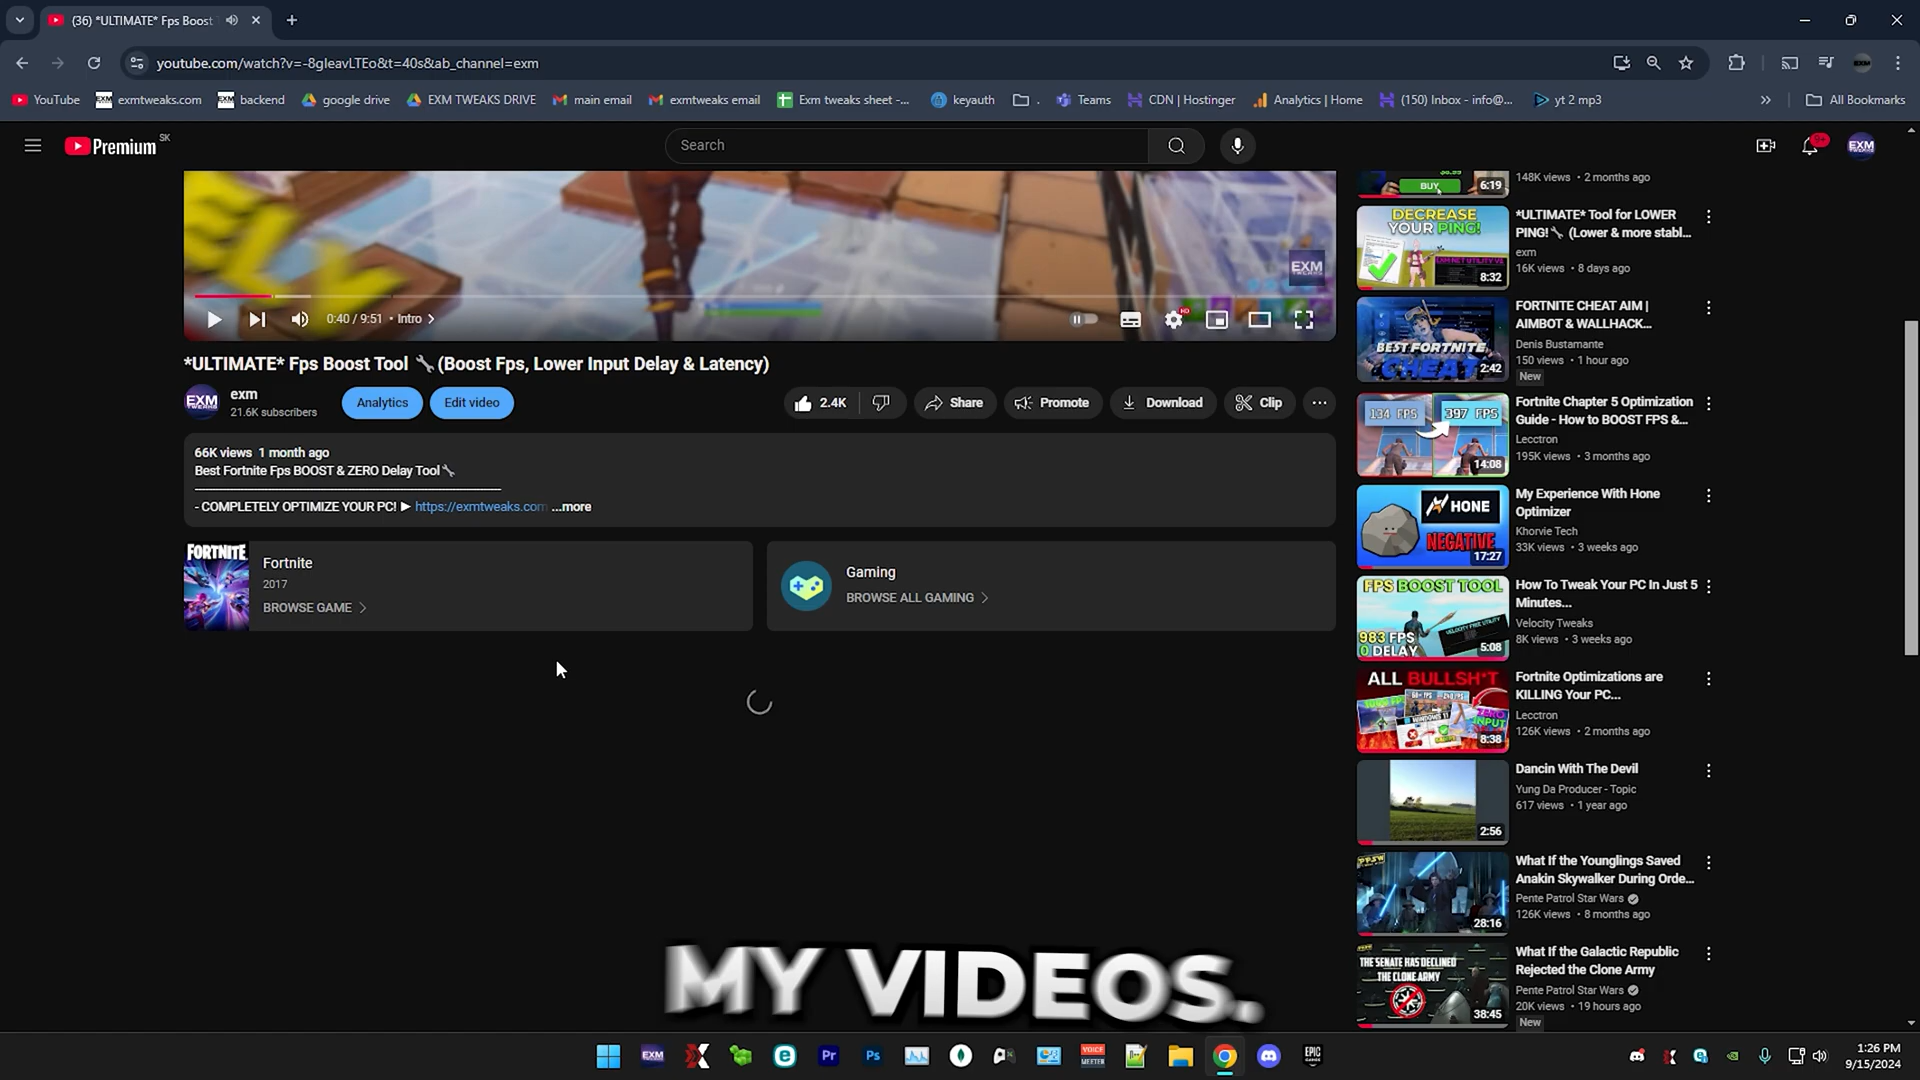 (36) *ULTIMATE* Fps Boost
youtube.com/watch?v=-8gIeavLTEo&t=40s&ab_channel=exm
YouTube
exmtweaks.com
backend
google drive
EXM TWEAKS DRIVE
main email
exmtweaks email
Exm tweaks sheet -...
keyauth
.
Teams
CDN | Hostinger
Analytics | Home
(150) Inbox - info@...
yt 2 mp3
All Bookmarks
Premium SK
Search
9+
EXM
EXM
0:40 / 9:51 • Intro
HD
*ULTIMATE* Fps Boost Tool (Boost Fps, Lower Input Delay & Latency)
EXM TWEAKS
exm
21.6K subscribers
Analytics
Edit video
2.4K
Share
Promote
Download
Clip
66K views 1 month ago
Best Fortnite Fps BOOST & ZERO Delay Tool
- COMPLETELY OPTIMIZE YOUR PC! ► https://exmtweaks.com ...more
FORTNITE
Fortnite
2017
BROWSE GAME
Gaming
BROWSE ALL GAMING
BUY
6:19
148K views • 2 months ago
DECREASE YOUR PING!
8:32
*ULTIMATE* Tool for LOWER
PING! (Lower & more stabl...
exm
16K views • 8 days ago
BEST FORTNITE
CHEAT
2:42
FORTNITE CHEAT AIM |
AIMBOT & WALLHACK...
Denis Bustamante
150 views • 1 hour ago
New
134 FPS
397 FPS
14:08
Fortnite Chapter 5 Optimization
Guide - How to BOOST FPS &...
Lecctron
195K views • 3 months ago
HONE
NEGATIVE
17:27
My Experience With Hone
Optimizer
Khorvie Tech
33K views • 3 weeks ago
FPS BOOST TOOL
983 FPS
0 DELAY
5:08
How To Tweak Your PC In Just 5
Minutes...
Velocity Tweaks
8K views • 3 weeks ago
ALL BULLSH*T
8:38
Fortnite Optimizations are
KILLING Your PC...
Lecctron
126K views • 2 months ago
2:56
Dancin With The Devil
Yung Da Producer - Topic
617 views • 1 year ago
28:16
What If the Younglings Saved
Anakin Skywalker During Orde...
Pente Patrol Star Wars
126K views • 8 months ago
THE SENATE HAS DECLINED
THE CLONE ARMY
38:45
What If the Galactic Republic
Rejected the Clone Army
Pente Patrol Star Wars
20K views • 19 hours ago
New
MY VIDEOS.
EXM
Pr
Ps
VOICE MEETER
EPIC GAMES
1:26 PM
9/15/2024